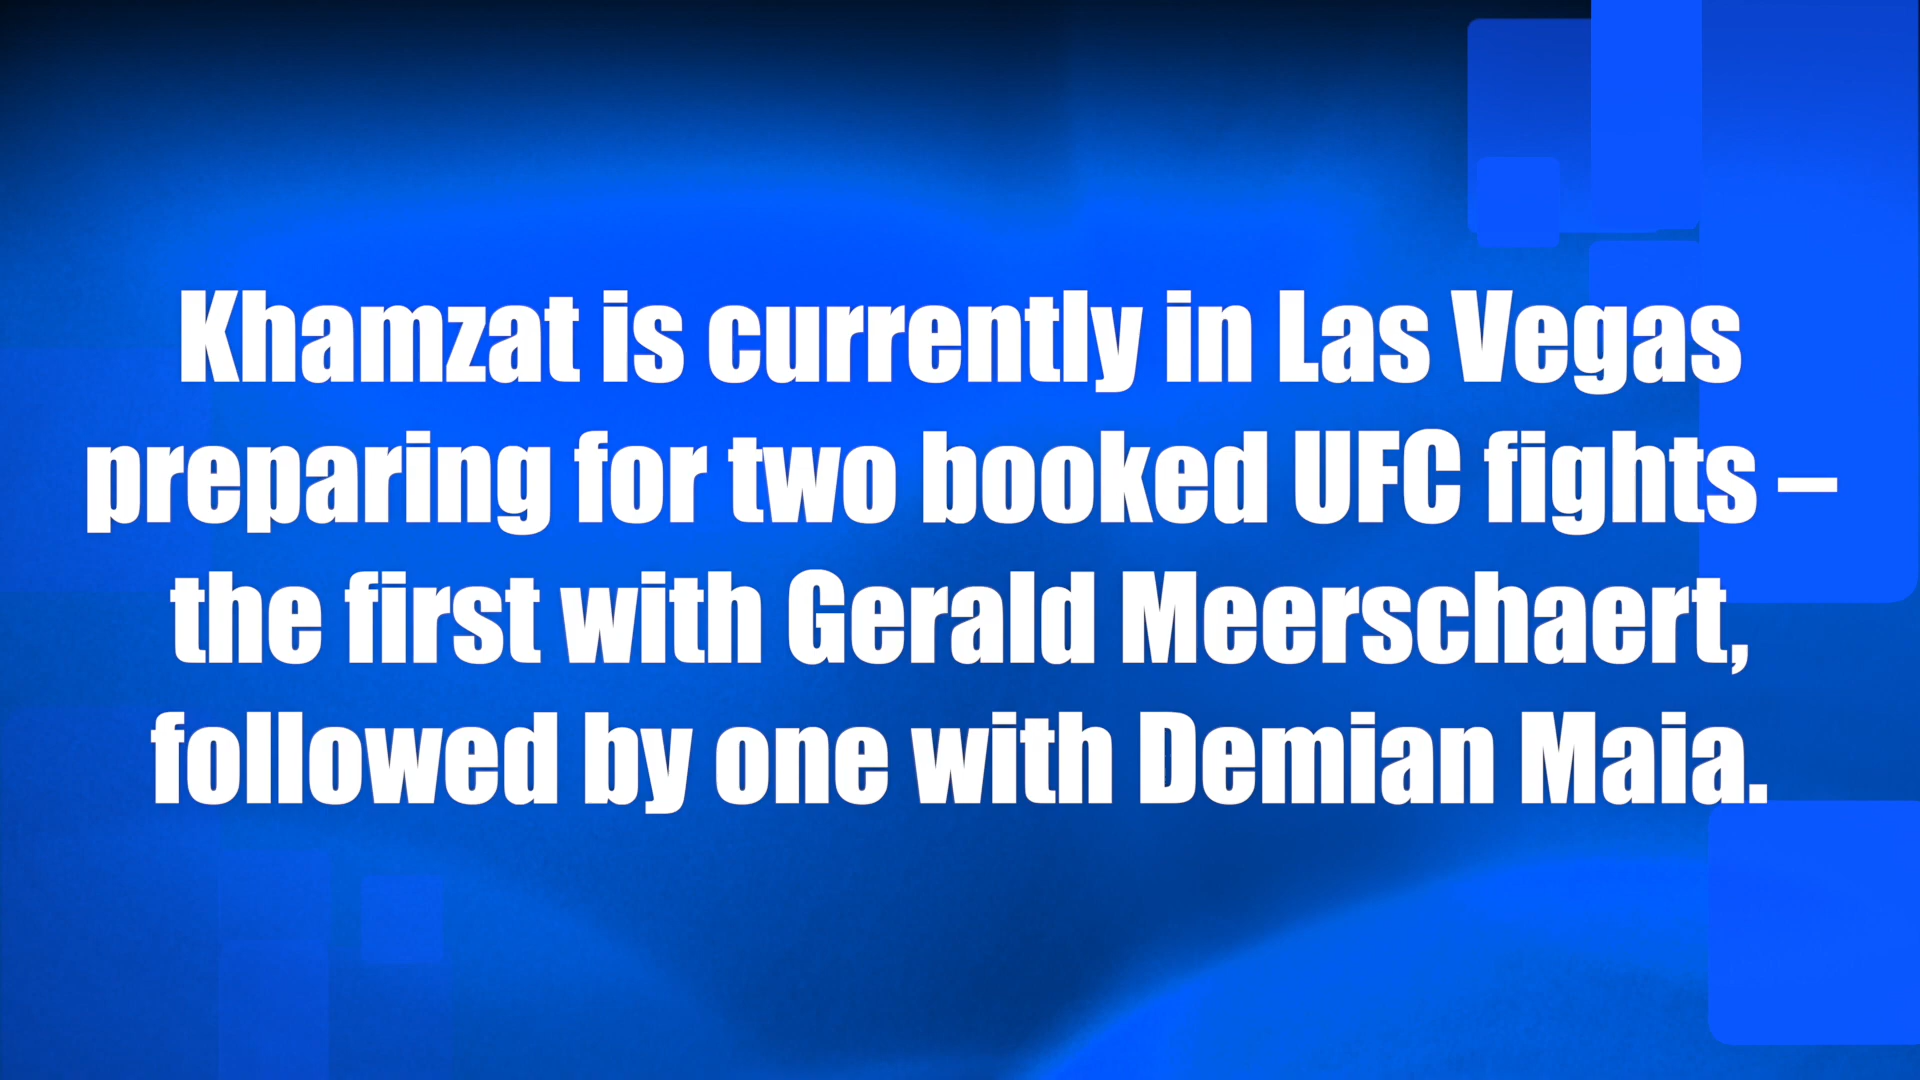 Khamzat is currently in Las Vegas
preparing for two booked UFC fights –
the first with Gerald Meerschaert,
followed by one with Demian Maia.